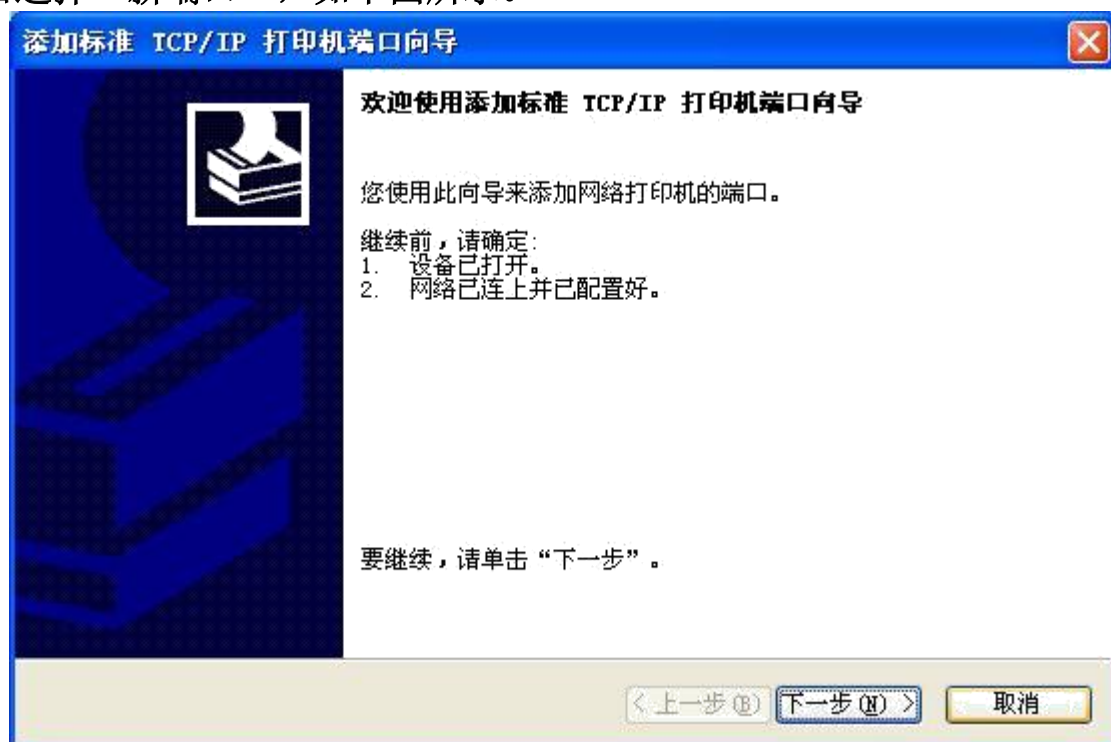 添加标准 TCP/IP 打印机端口向导
欢迎使用添加标准 TCP/IP 打印机端口向导
您使用此向导来添加网络打印机的端口。
继续前，请确定:
1. 设备已打开。
2. 网络已连上并已配置好。
要继续，请单击“下一步”。
< 上一步(B) 下一步(N) > 取消